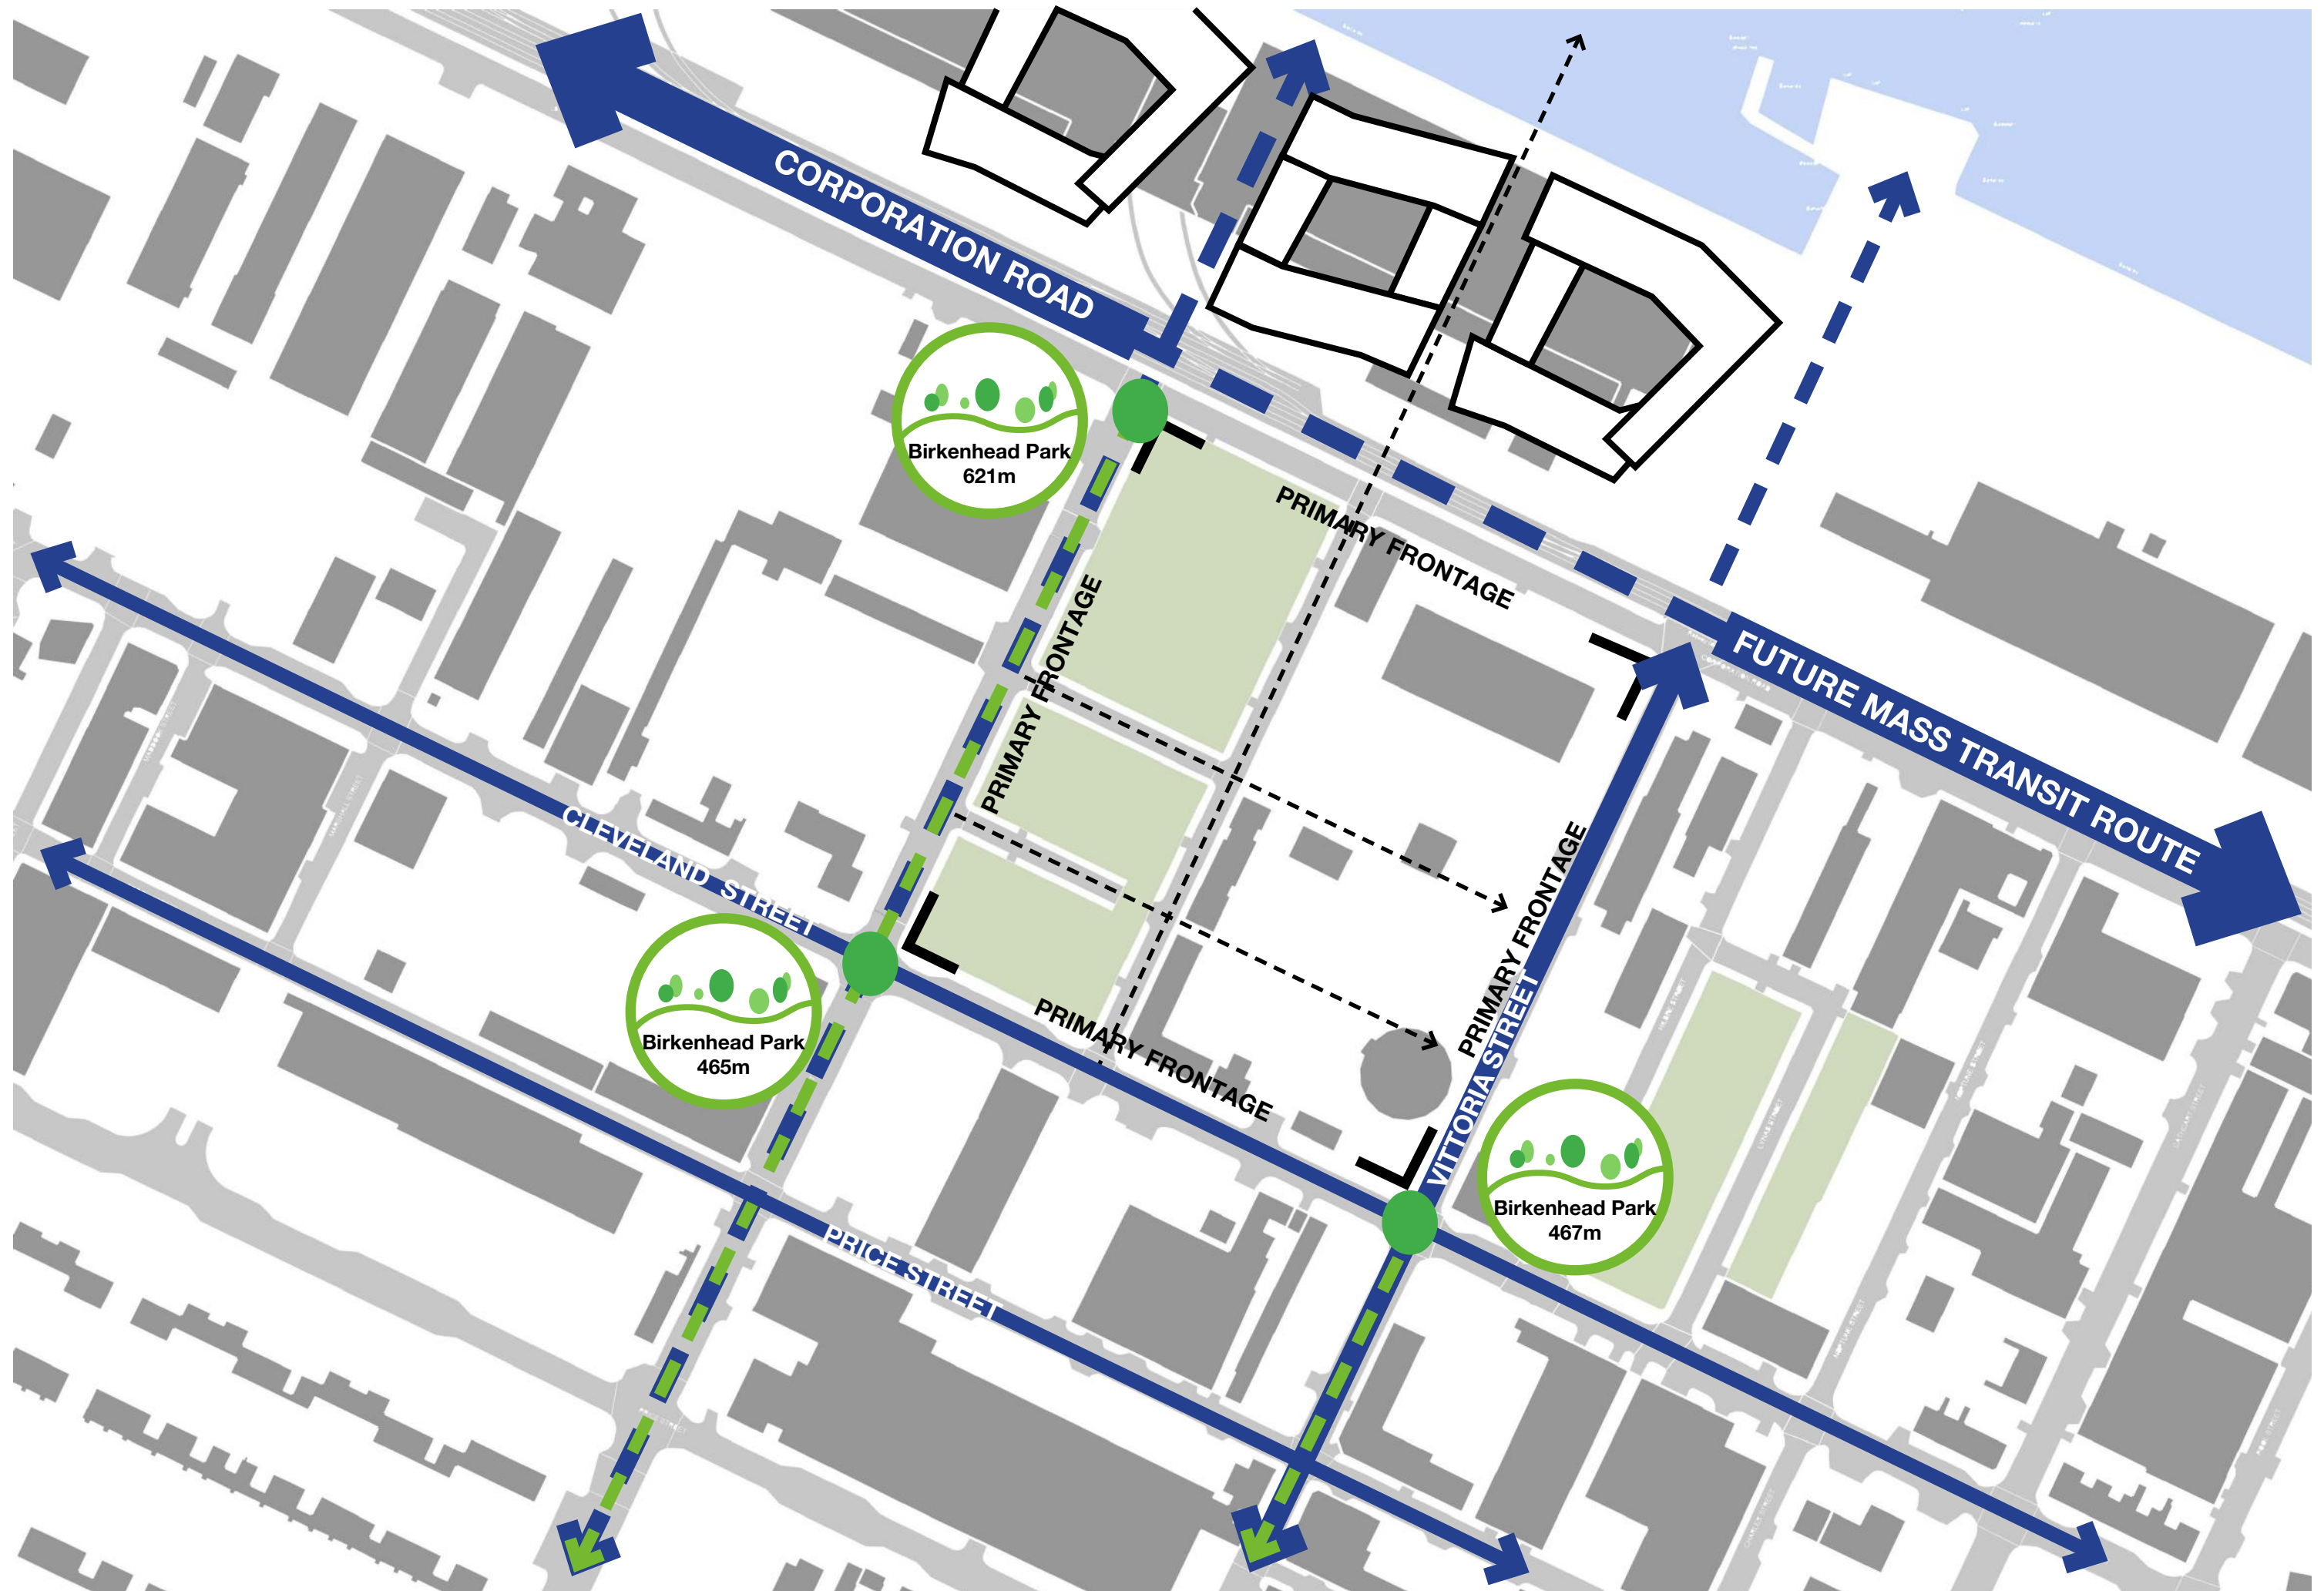 CORPORATION ROAD
Birkenhead Park
621m
PRIMARY FRONTAGE
PRIMARY FRONTAGE
FUTURE MASS TRANSIT ROUTE
CLEVELAND STREET
PRIMARY FRONTAGE
VITTORIA STREET
Birkenhead Park
465m
PRIMARY FRONTAGE
Birkenhead Park
467m
PRICE STREET